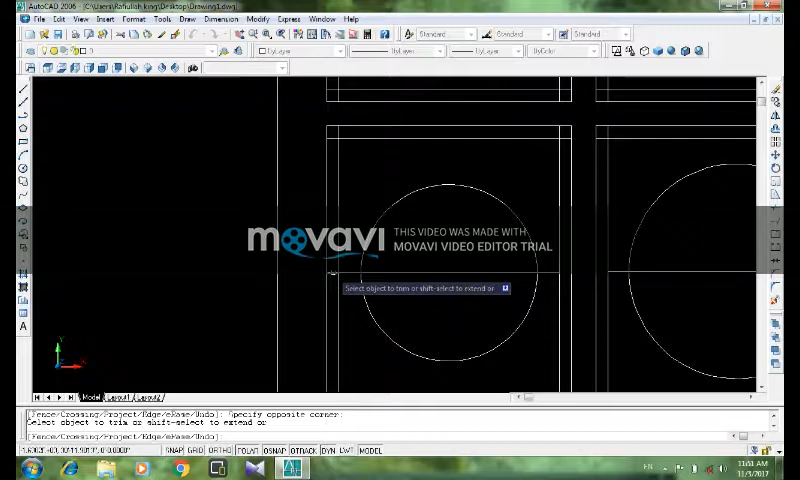 AutoCAD 2006 - [C:\Users\Rafiullah king\Desktop\Drawing1.dwg]
File Edit View Insert Format Tools Draw Dimension Modify Express Window Help
Standard Standard Standard
0 ByLayer ByLayer ByLayer ByColor
movavi
THIS VIDEO WAS MADE WITH
MOVAVI VIDEO EDITOR TRIAL
Select object to trim or shift-select to extend or
A
Model Layout1 Layout2
[Fence/Crossing/Project/Edge/eRase/Undo]: Specify opposite corner:
Select object to trim or shift-select to extend or
[Fence/Crossing/Project/Edge/eRase/Undo]:
SNAP GRID ORTHO POLAR OSNAP OTRACK DYN LWT MODEL
EN
11:51 AM
11/3/2017